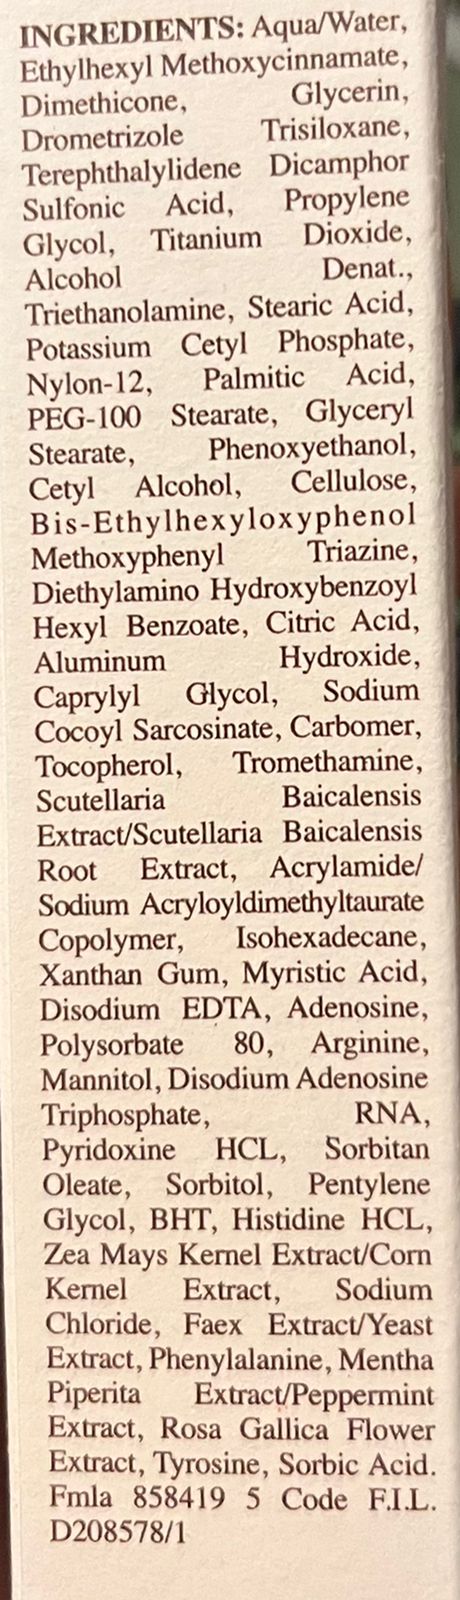 INGREDIENTS: Aqua/Water,
Ethylhexyl Methoxycinnamate,
Dimethicone, Glycerin,
Drometrizole Trisiloxane,
Terephthalylidene Dicamphor
Sulfonic Acid, Propylene
Glycol, Titanium Dioxide,
Alcohol Denat.,
Triethanolamine, Stearic Acid,
Potassium Cetyl Phosphate,
Nylon-12, Palmitic Acid,
PEG-100 Stearate, Glyceryl
Stearate, Phenoxyethanol,
Cetyl Alcohol, Cellulose,
Bis-Ethylhexyloxyphenol
Methoxyphenyl Triazine,
Diethylamino Hydroxybenzoyl
Hexyl Benzoate, Citric Acid,
Aluminum Hydroxide,
Caprylyl Glycol, Sodium
Cocoyl Sarcosinate, Carbomer,
Tocopherol, Tromethamine,
Scutellaria Baicalensis
Extract/Scutellaria Baicalensis
Root Extract, Acrylamide/
Sodium Acryloyldimethyltaurate
Copolymer, Isohexadecane,
Xanthan Gum, Myristic Acid,
Disodium EDTA, Adenosine,
Polysorbate 80, Arginine,
Mannitol, Disodium Adenosine
Triphosphate, RNA,
Pyridoxine HCL, Sorbitan
Oleate, Sorbitol, Pentylene
Glycol, BHT, Histidine HCL,
Zea Mays Kernel Extract/Corn
Kernel Extract, Sodium
Chloride, Faex Extract/Yeast
Extract, Phenylalanine, Mentha
Piperita Extract/Peppermint
Extract, Rosa Gallica Flower
Extract, Tyrosine, Sorbic Acid.
Fmla 858419 5 Code F.I.L.
D208578/1